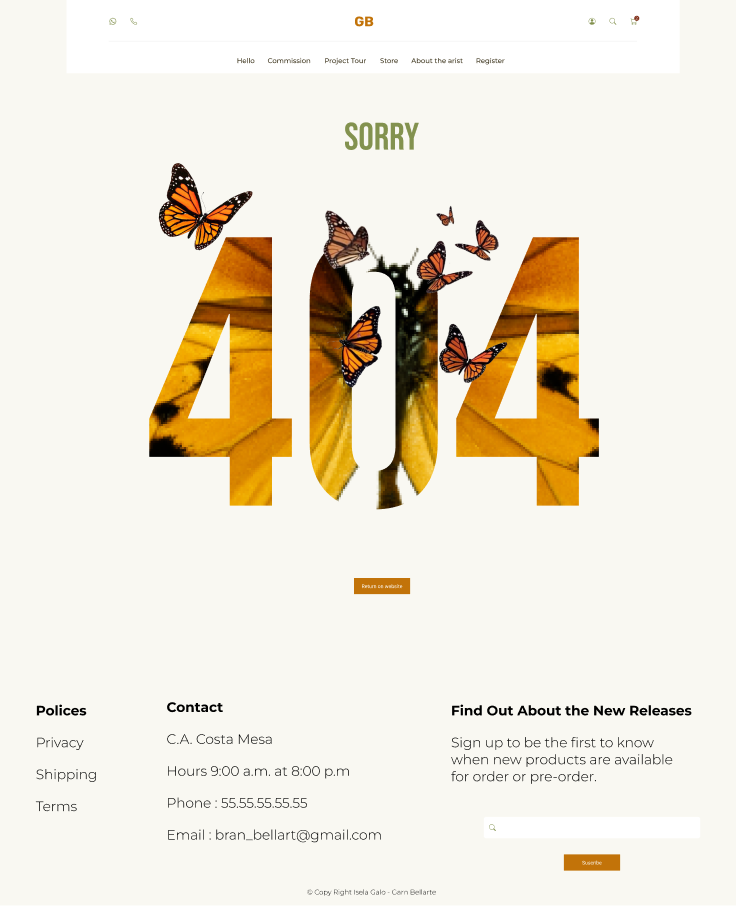 GB
Hello Commission Project Tour Store About the arist Register
SORRY
404
Return us website
Polices
Privacy
Shipping
Terms
Contact
C.A. Costa Mesa
Hours 9:00 a.m. at 8:00 p.m
Phone : 55.55.55.55.55
Email : bran_bellart@gmail.com
Find Out About the New Releases
Sign up to be the first to know
when new products are available
for order or pre-order.
Suscribe
© Copy Right Isela Galo - Garn Bellarte